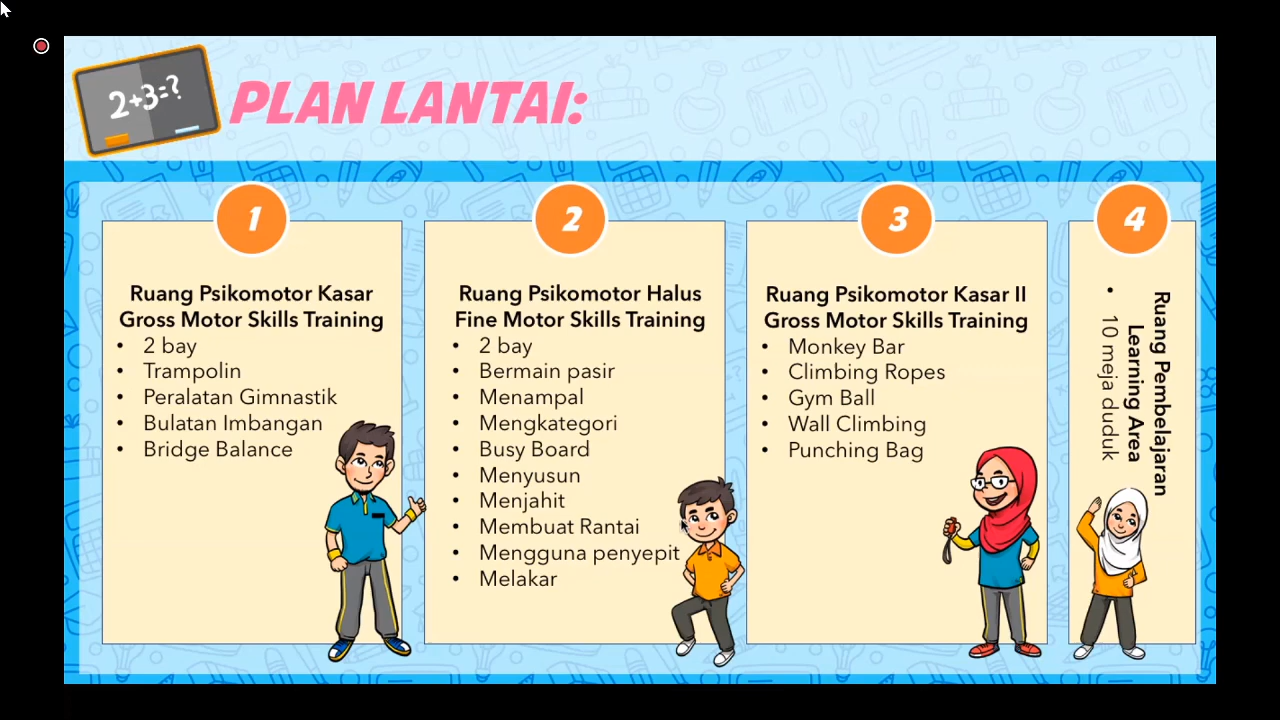 2+3=?
PLAN LANTAI:
1
Ruang Psikomotor Kasar
Gross Motor Skills Training
• 2 bay
• Trampolin
• Peralatan Gimnastik
• Bulatan Imbangan
• Bridge Balance
2
Ruang Psikomotor Halus
Fine Motor Skills Training
• 2 bay
• Bermain pasir
• Menampal
• Mengkategori
• Busy Board
• Menyusun
• Menjahit
• Membuat Rantai
• Mengguna penyepit
• Melakar
3
Ruang Psikomotor Kasar II
Gross Motor Skills Training
• Monkey Bar
• Climbing Ropes
• Gym Ball
• Wall Climbing
• Punching Bag
4
Ruang Pembelajaran
Learning Area
• 10 meja duduk